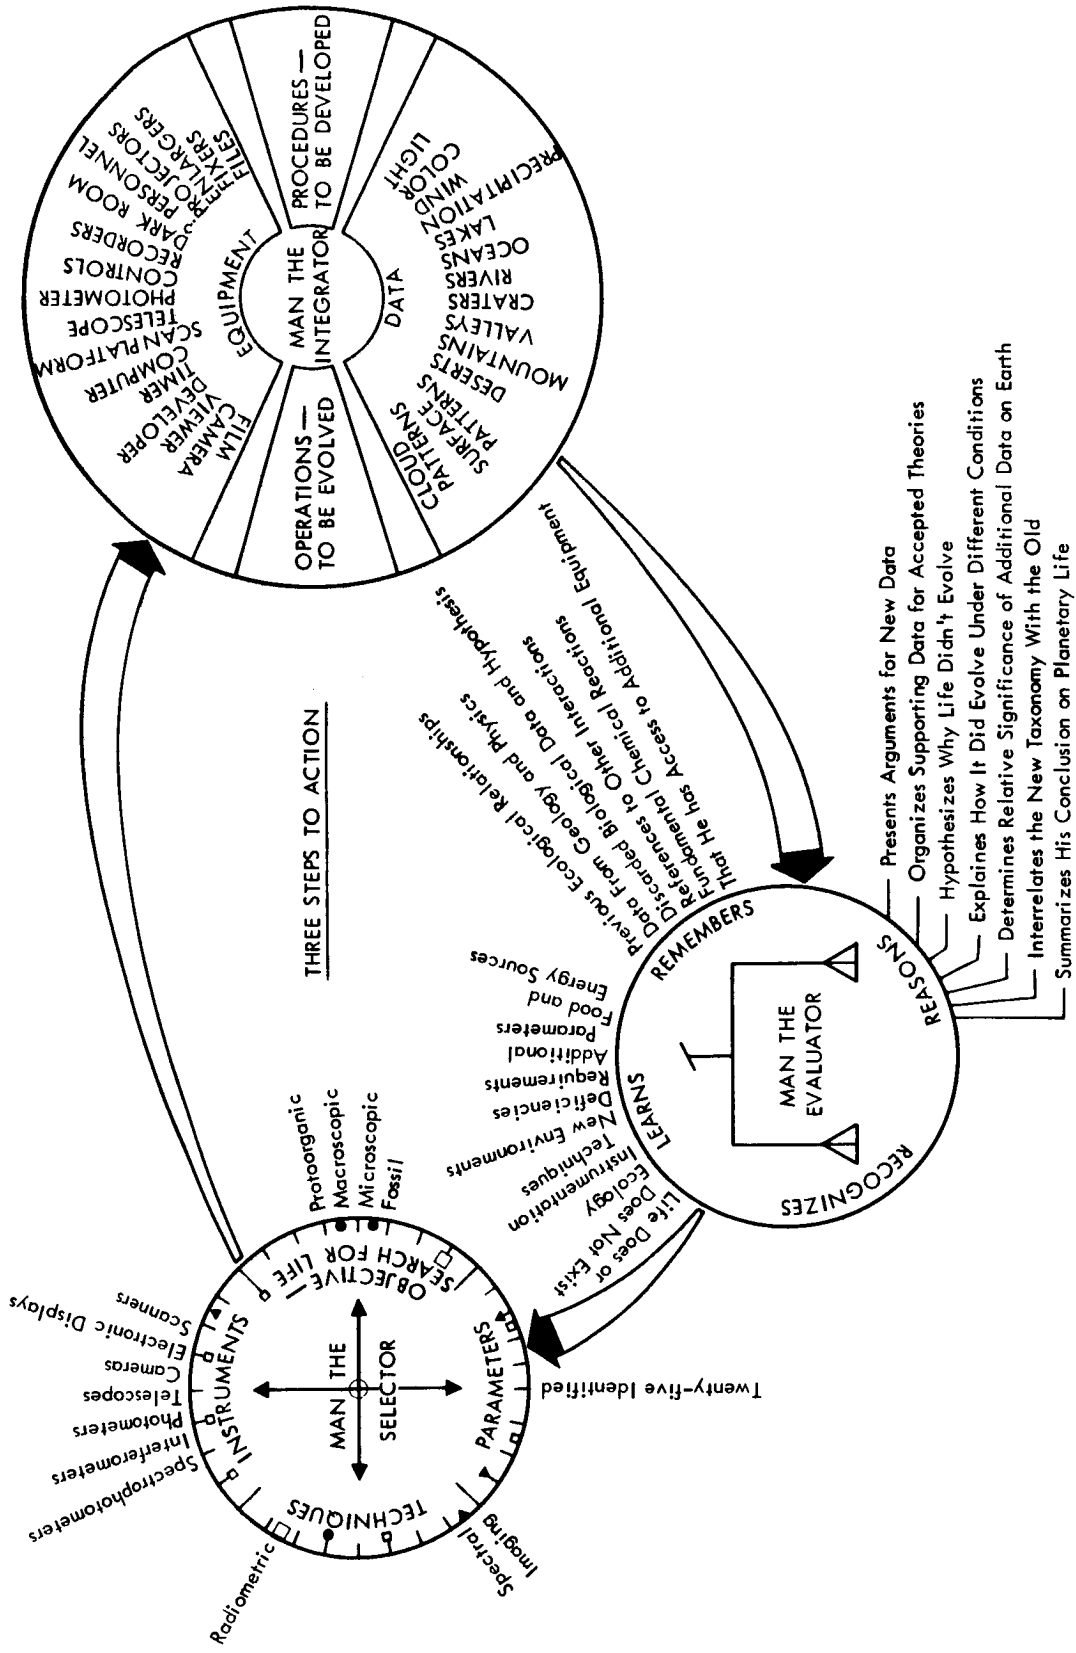 THREE STEPS TO ACTION
MAN THE
SELECTOR
OBJECTIVE—
SEARCH FOR LIFE
Protoorganic
Macroscopic
Microscopic
Fossil
INSTRUMENTS
Spectrophotometers
Interferometers
Photometers
Telescopes
Cameras
Electronic Displays
Scanners
TECHNIQUES
Radiometric
Spectral
Imaging
PARAMETERS
Twenty-five Identified
MAN THE
INTEGRATOR
EQUIPMENT
FILM
CAMERA
VIEWER
DEVELOPER
TIMER
COMPUTER
SCAN PLATFORM
TELESCOPE
PHOTOMETER
CONTROLS
RECORDERS
DARK ROOM
PERSONNEL
PROJECTORS
ENLARGERS
FIXERS
FILES
PROCEDURES—
TO BE DEVELOPED
DATA
CLOUD
PATTERNS
SURFACE
PATTERNS
DESERTS
MOUNTAINS
VALLEYS
CRATERS
RIVERS
OCEANS
LAKES
PRECIPITATION
WIND
COLOR
LIGHT
OPERATIONS—
TO BE EVOLVED
MAN THE
EVALUATOR
RECOGNIZES
Life Does or
Does Not Exist
LEARNS
Ecology
Instrumentation
Techniques
New Environments
Deficiencies
Requirements
Additional
Parameters
Food and
Energy Sources
REMEMBERS
Previous Ecological Relationships
Data From Geology and Physics
Discarded Biological Data and Hypothesis
References to Other Interactions
Fundamental Chemical Reactions
That He has Access to Additional Equipment
REASONS
Presents Arguments for New Data
Organizes Supporting Data for Accepted Theories
Hypothesizes Why Life Didn't Evolve
Explaines How It Did Evolve Under Different Conditions
Determines Relative Significance of Additional Data on Earth
Interrelates the New Taxonomy With the Old
Summarizes His Conclusion on Planetary Life